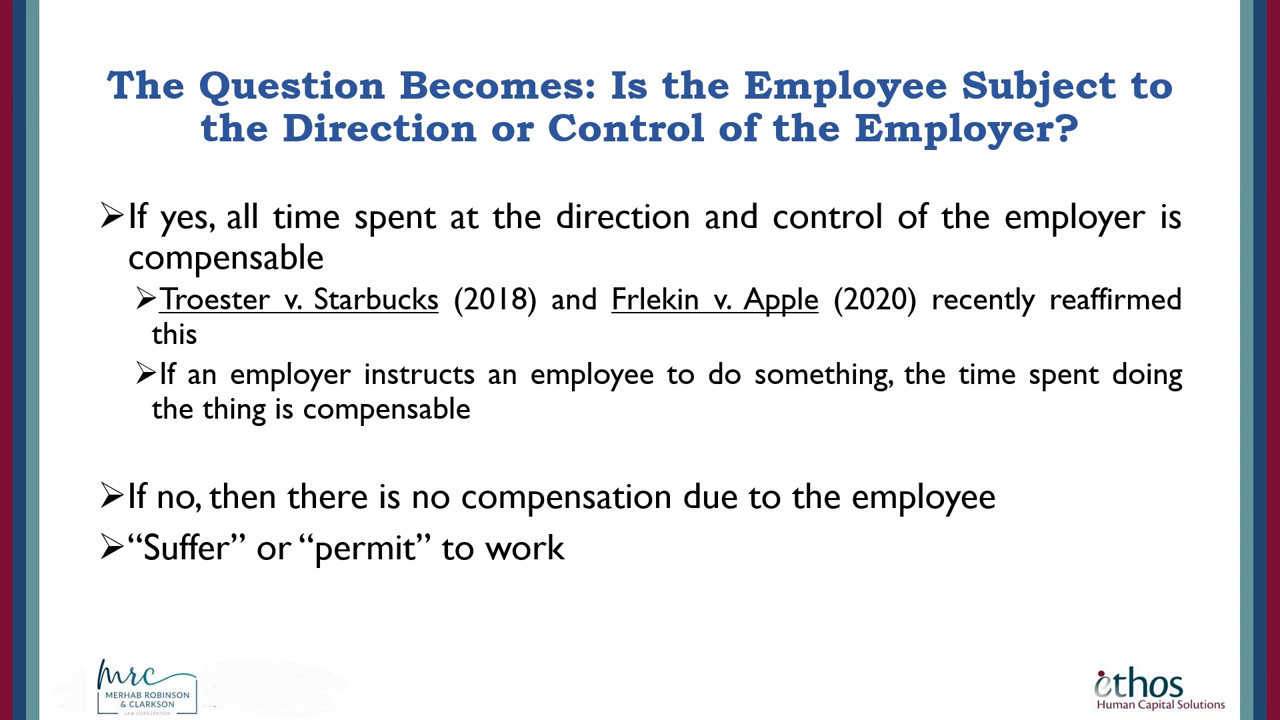 The Question Becomes: Is the Employee Subject to
the Direction or Control of the Employer?
➢If yes, all time spent at the direction and control of the employer is
compensable
➢Troester v. Starbucks (2018) and Frlekin v. Apple (2020) recently reaffirmed
this
➢If an employer instructs an employee to do something, the time spent doing
the thing is compensable
➢If no, then there is no compensation due to the employee
➢“Suffer” or “permit” to work
mrc
MERHAB ROBINSON
& CLARKSON
LAW CORPORATION
ethos
Human Capital Solutions